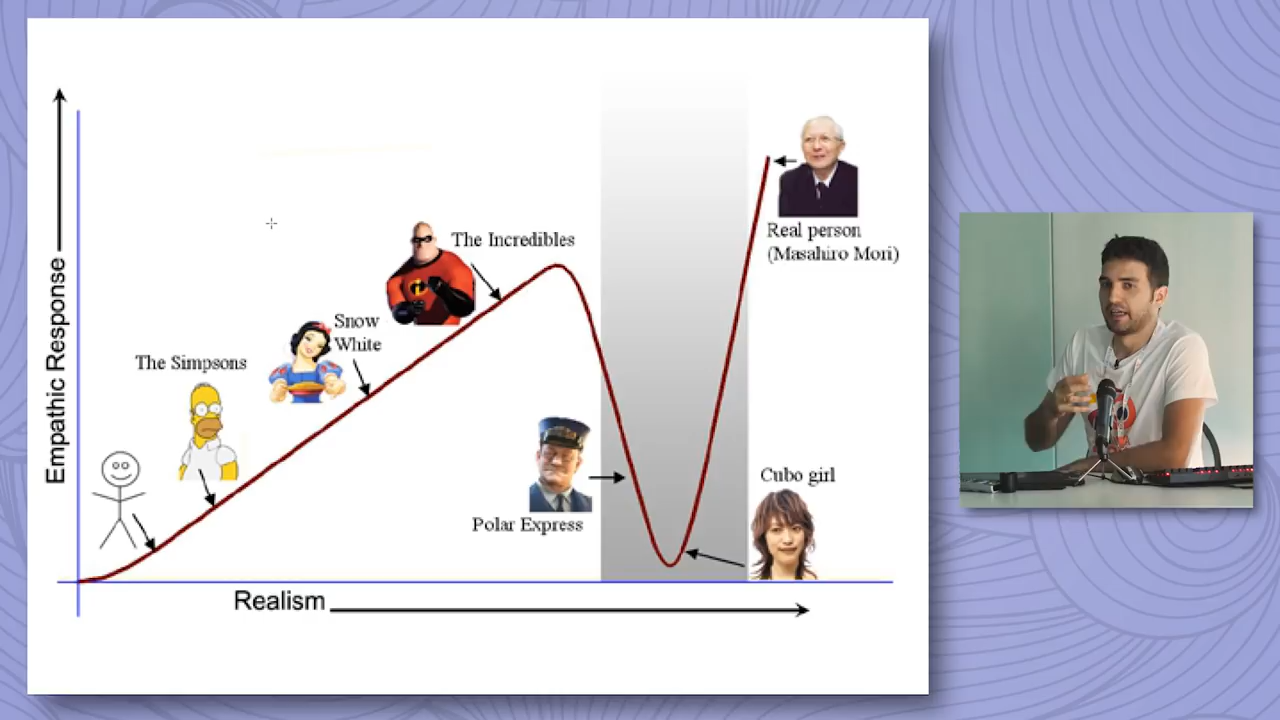 Empathic Response
The Simpsons
Snow
White
The Incredibles
Real person
(Masahiro Mori)
Polar Express
Cubo girl
Realism